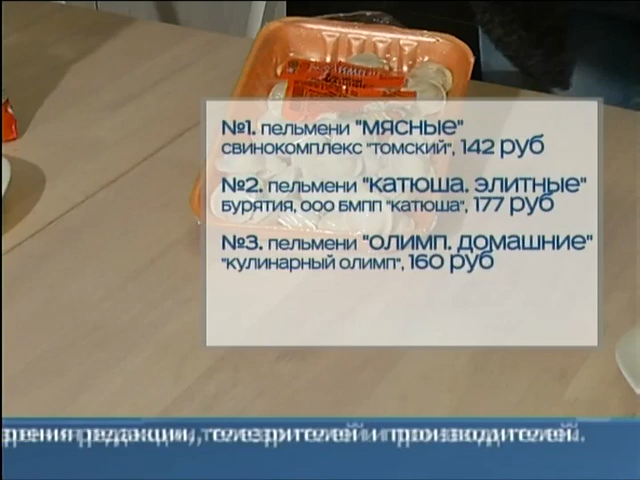 №1. пельмени "МЯСНЫЕ"
свинокомплекс "томский", 142 руб
№2. пельмени "КАТЮША. ЭЛИТНЫЕ"
БУРЯТИЯ, ООО БМПП "КАТЮША", 177 руб
№3. пельмени "ОЛИМП. ДОМАШНИЕ"
"КУЛИНАРНЫЙ ОЛИМП", 160 руб
рения редакции, телезрителей и производителей.